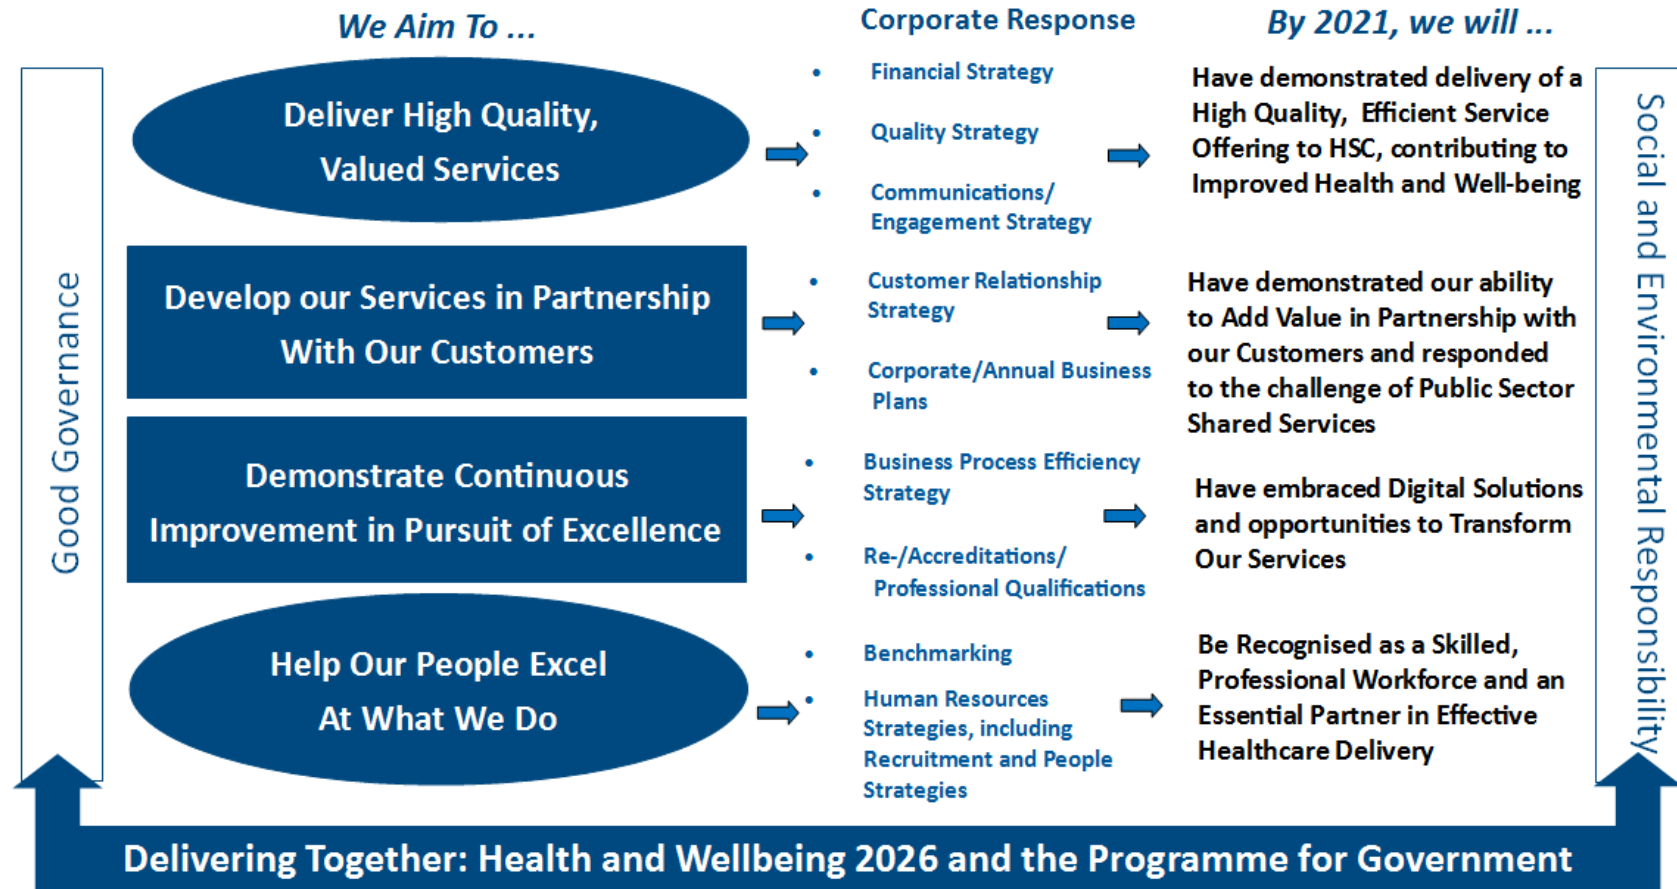 We Aim To ...
Corporate Response
By 2021, we will ...
Good Governance
Deliver High Quality,
Valued Services
• Financial Strategy
• Quality Strategy
• Communications/
Engagement Strategy
Have demonstrated delivery of a
High Quality, Efficient Service
Offering to HSC, contributing to
Improved Health and Well-being
Develop our Services in Partnership
With Our Customers
• Customer Relationship
Strategy
• Corporate/Annual Business
Plans
Have demonstrated our ability
to Add Value in Partnership with
our Customers and responded
to the challenge of Public Sector
Shared Services
Demonstrate Continuous
Improvement in Pursuit of Excellence
• Business Process Efficiency
Strategy
• Re-/Accreditations/
Professional Qualifications
Have embraced Digital Solutions
and opportunities to Transform
Our Services
Help Our People Excel
At What We Do
• Benchmarking
• Human Resources
Strategies, including
Recruitment and People
Strategies
Be Recognised as a Skilled,
Professional Workforce and an
Essential Partner in Effective
Healthcare Delivery
Social and Environmental Responsibility
Delivering Together: Health and Wellbeing 2026 and the Programme for Government